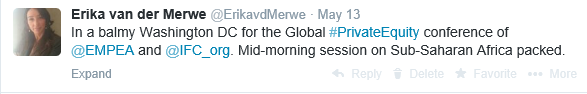 Erika van der Merwe @ErikavdMerwe · May 13
In a balmy Washington DC for the Global #PrivateEquity conference of
@EMPEA and @IFC_org. Mid-morning session on Sub-Saharan Africa packed.
Expand Reply Delete Favorite More